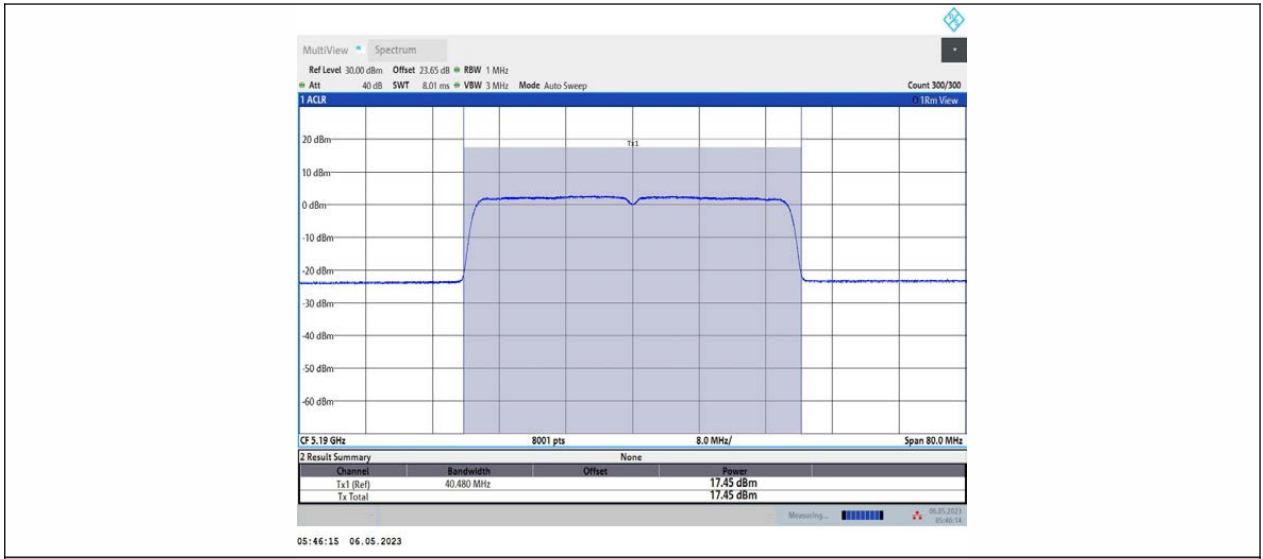 MultiView Spectrum
Ref Level 30.00 dBm Offset 23.65 dB RBW 1 MHz
Att 40 dB SWT 8.01 ms VBW 3 MHz Mode Auto Sweep Count 300/300
1 ACLR 1Rm View
20 dBm
Tx1
10 dBm
0 dBm
-10 dBm
-20 dBm
-30 dBm
-40 dBm
-50 dBm
-60 dBm
CF 5.19 GHz 8001 pts 8.0 MHz/ Span 80.0 MHz
2 Result Summary None
Channel Bandwidth Offset Power
Tx1 (Ref) 40.480 MHz 17.45 dBm
Tx Total 17.45 dBm
Measuring... 06.05.2023
05:46:15 06.05.2023